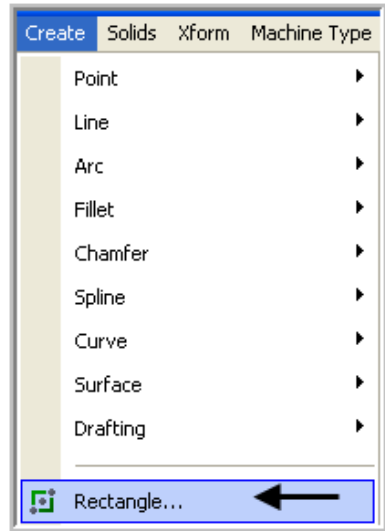 Create Solids Xform Machine Type
Point
Line
Arc
Fillet
Chamfer
Spline
Curve
Surface
Drafting
Rectangle...